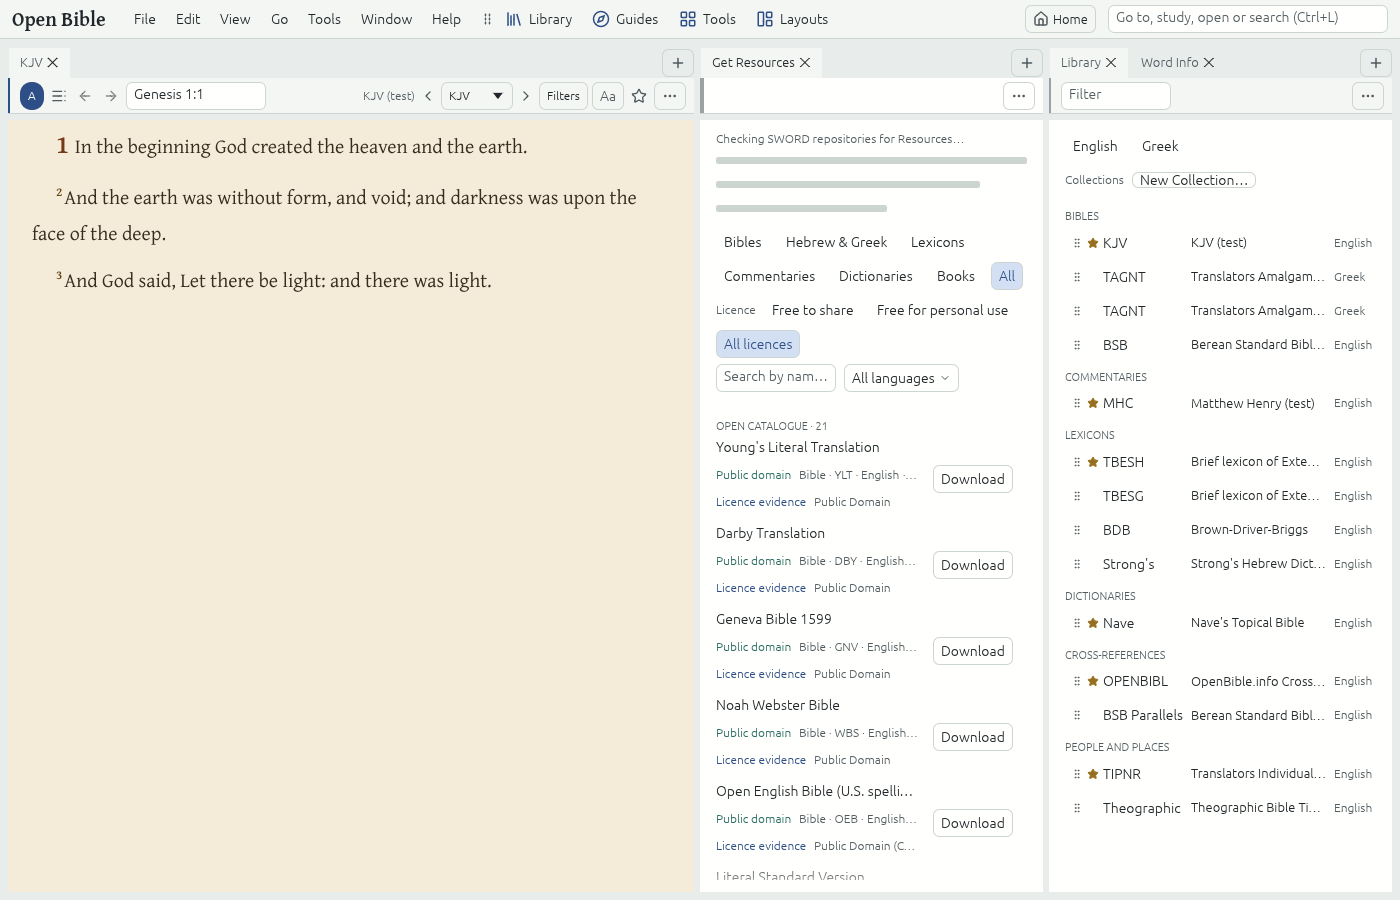 Open Bible File Edit View Go Tools Window Help Library Guides Tools Layouts Home Go to, study, open or search (Ctrl+L)
KJV
A Genesis 1:1 KJV (test) KJV Filters Aa
1 In the beginning God created the heaven and the earth.
2 And the earth was without form, and void; and darkness was upon the
face of the deep.
3 And God said, Let there be light: and there was light.
Get Resources
Checking SWORD repositories for Resources…
Bibles Hebrew & Greek Lexicons
Commentaries Dictionaries Books All
Licence Free to share Free for personal use
All licences
Search by nam… All languages
OPEN CATALOGUE · 21
Young's Literal Translation
Public domain Bible · YLT · English ·… Download
Licence evidence Public Domain
Darby Translation
Public domain Bible · DBY · English… Download
Licence evidence Public Domain
Geneva Bible 1599
Public domain Bible · GNV · English… Download
Licence evidence Public Domain
Noah Webster Bible
Public domain Bible · WBS · English… Download
Licence evidence Public Domain
Open English Bible (U.S. spelli…
Public domain Bible · OEB · English… Download
Licence evidence Public Domain (C…
Literal Standard Version
Library Word Info
Filter
English Greek
Collections New Collection…
BIBLES
KJV KJV (test) English
TAGNT Translators Amalgam… Greek
TAGNT Translators Amalgam… Greek
BSB Berean Standard Bibl… English
COMMENTARIES
MHC Matthew Henry (test) English
LEXICONS
TBESH Brief lexicon of Exte… English
TBESG Brief lexicon of Exte… English
BDB Brown-Driver-Briggs English
Strong's Strong's Hebrew Dict… English
DICTIONARIES
Nave Nave's Topical Bible English
CROSS-REFERENCES
OPENBIBL OpenBible.info Cross… English
BSB Parallels Berean Standard Bibl… English
PEOPLE AND PLACES
TIPNR Translators Individual… English
Theographic Theographic Bible Ti… English